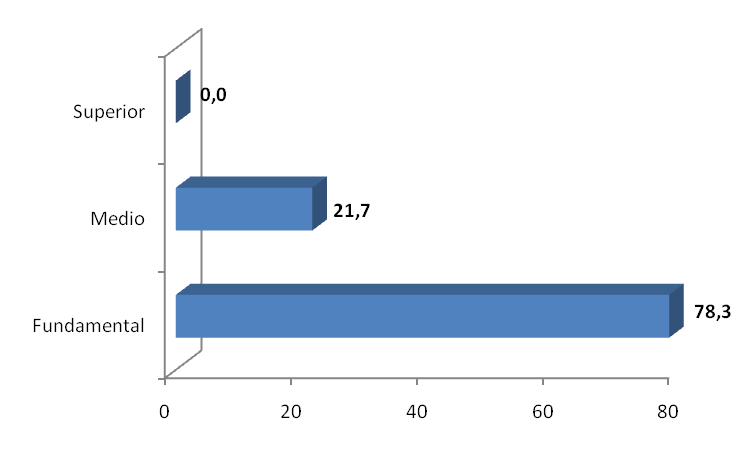 Superior
0,0
Medio
21,7
Fundamental
78,3
0 20 40 60 80